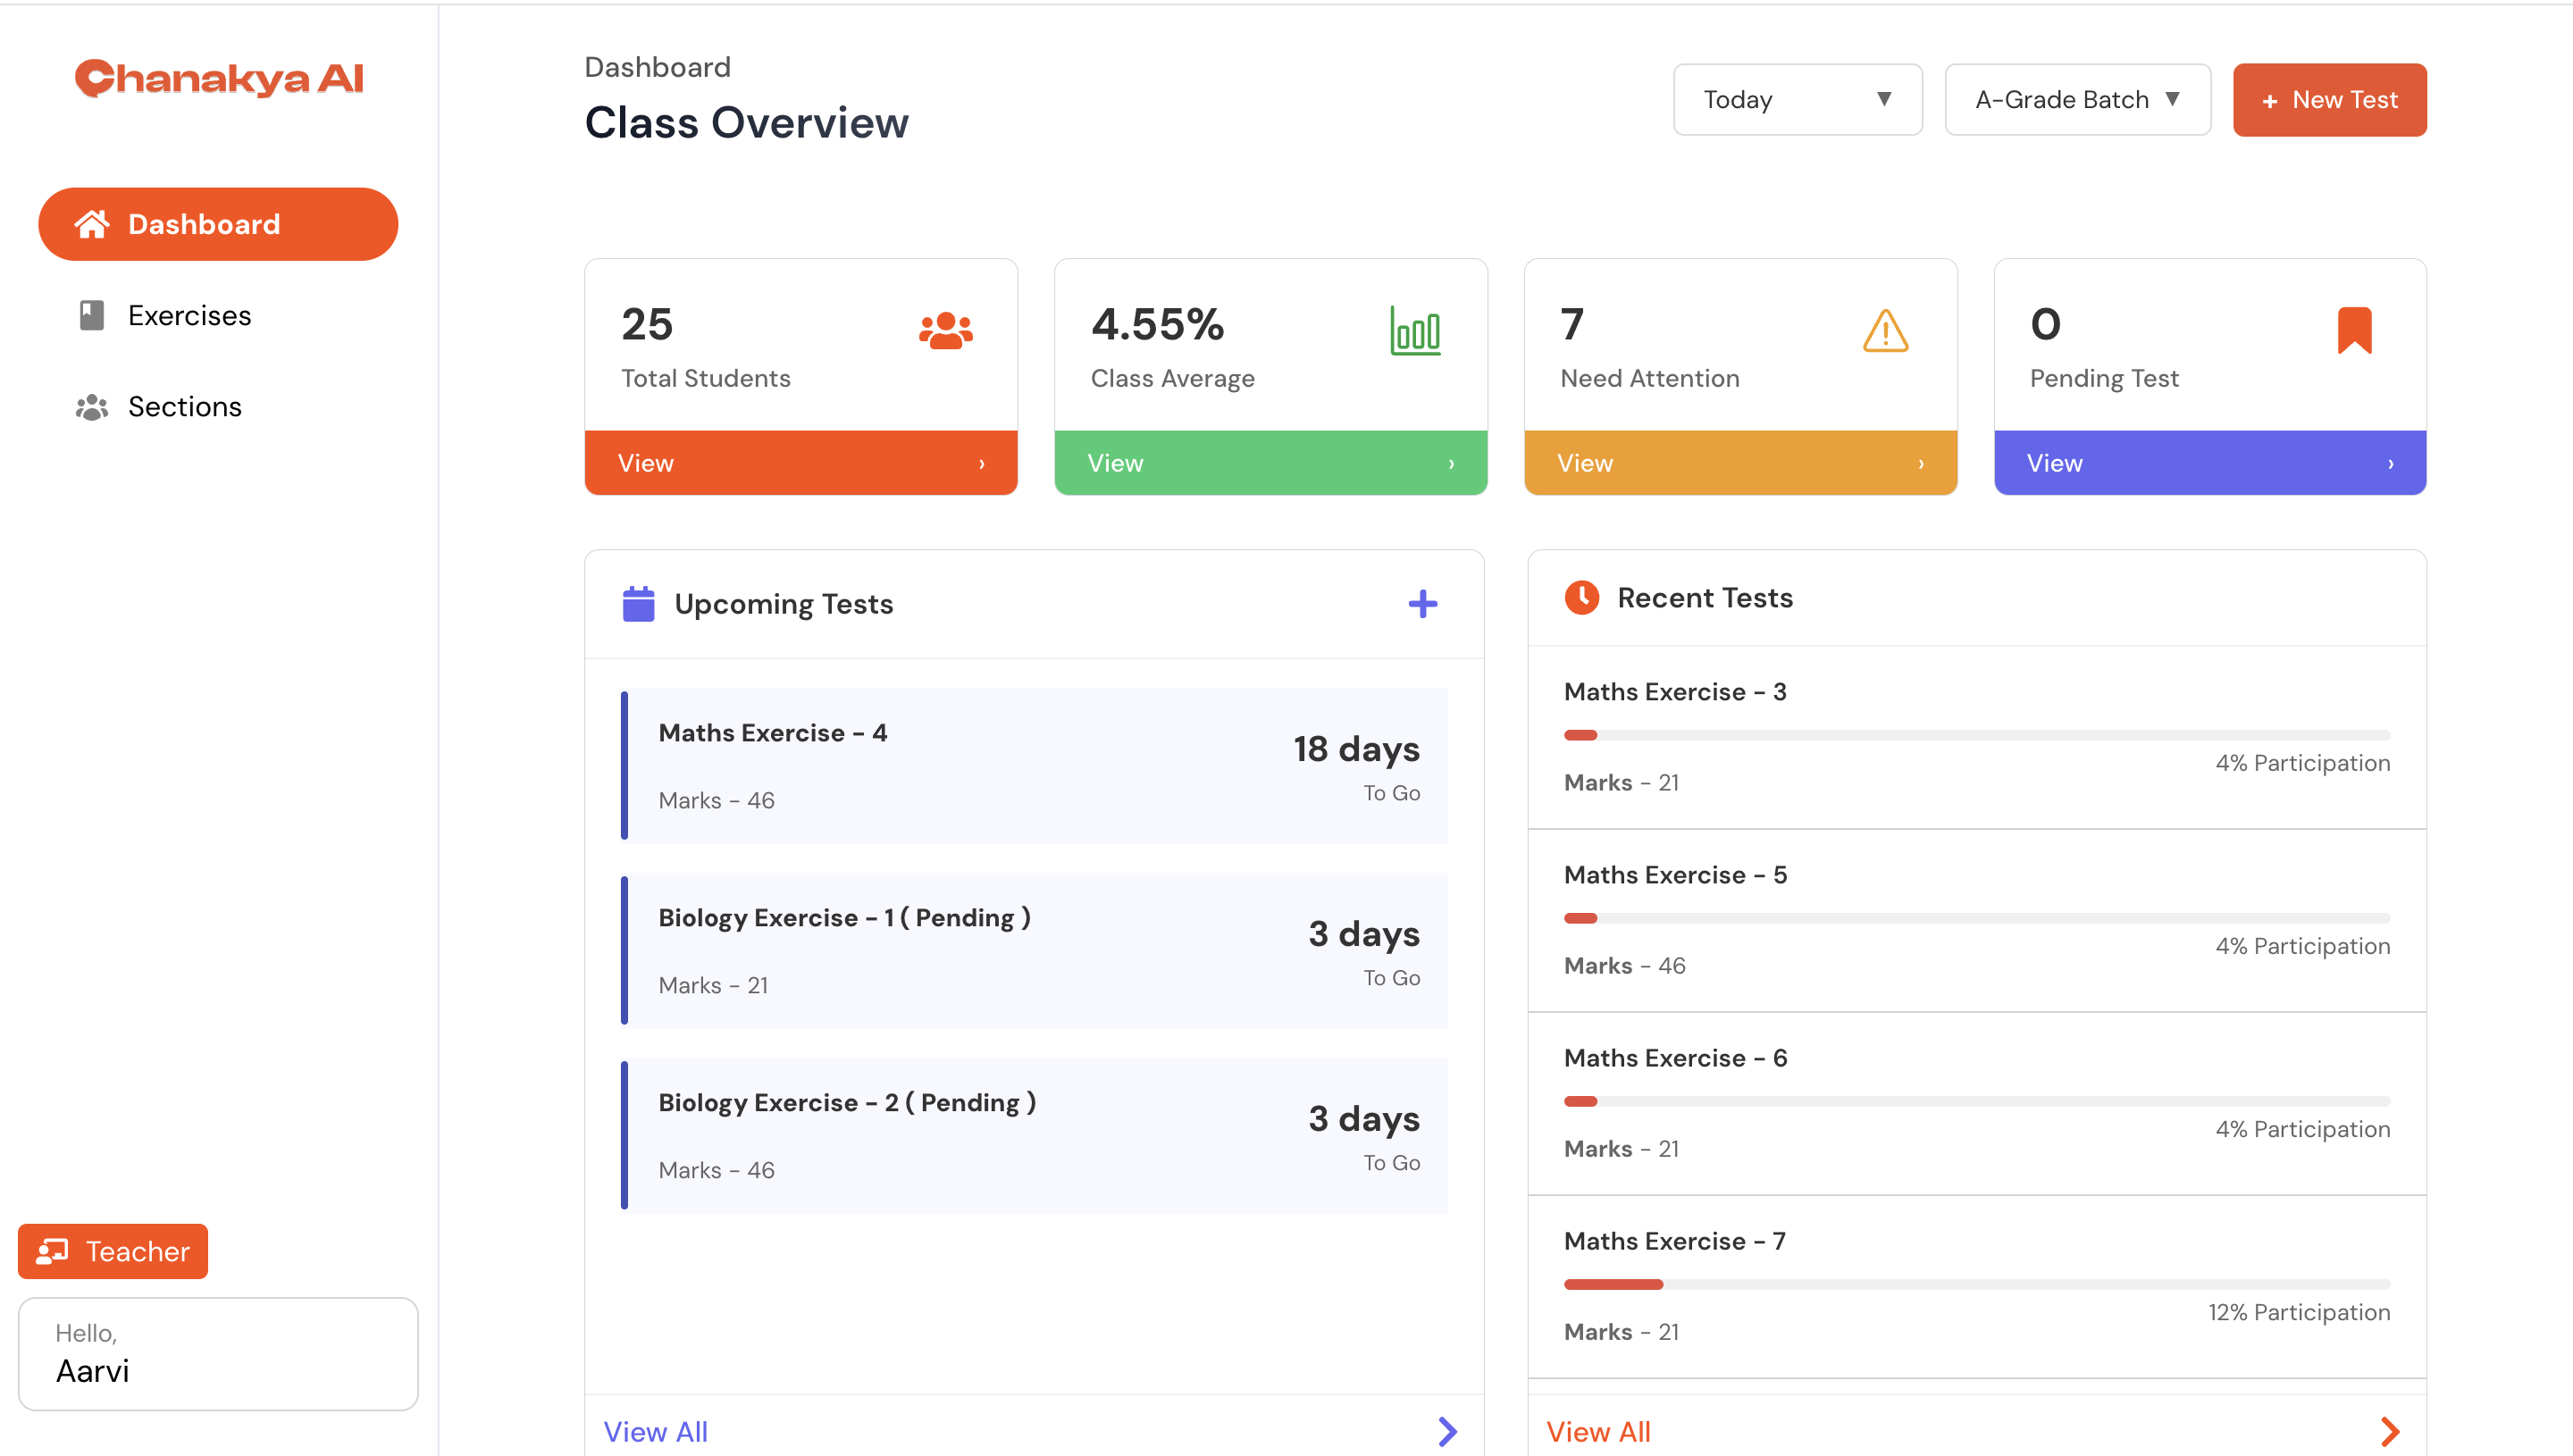 Chanakya AI
Dashboard
Exercises
Sections
Teacher
Hello,
Aarvi
Dashboard
Class Overview
Today
A-Grade Batch
+ New Test
25
Total Students
View
4.55%
Class Average
View
7
Need Attention
View
0
Pending Test
View
Upcoming Tests
Maths Exercise - 4
Marks - 46
18 days
To Go
Biology Exercise - 1 ( Pending )
Marks - 21
3 days
To Go
Biology Exercise - 2 ( Pending )
Marks - 46
3 days
To Go
View All
Recent Tests
Maths Exercise - 3
4% Participation
Marks - 21
Maths Exercise - 5
4% Participation
Marks - 46
Maths Exercise - 6
4% Participation
Marks - 21
Maths Exercise - 7
12% Participation
Marks - 21
View All